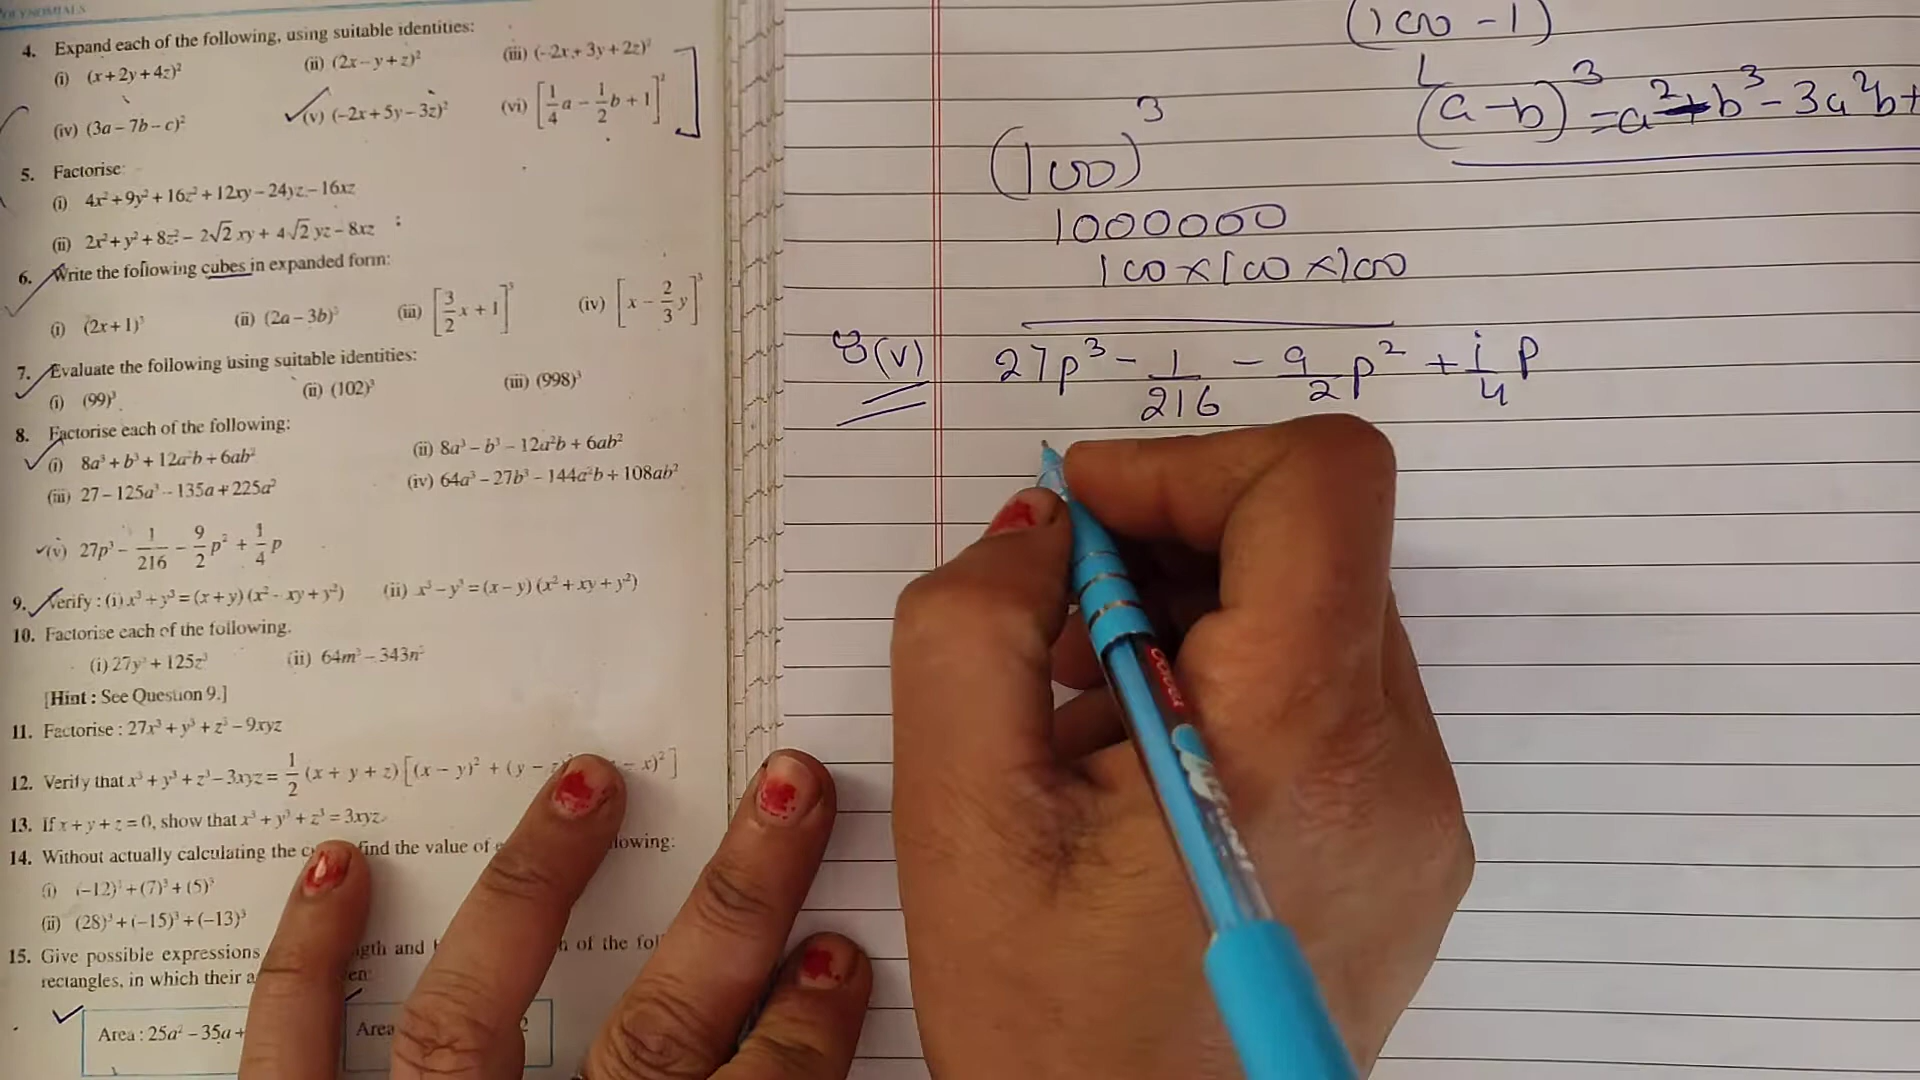 POLYNOMIALS
4. Expand each of the following, using suitable identities:
(i) (x + 2y + 4z)² (ii) (2x – y + z)² (iii) (–2x + 3y + 2z)²
(iv) (3a – 7b – c)² (v) (–2x + 5y – 3z)² (vi) [1/4 a – 1/2 b + 1]²
5. Factorise:
(i) 4x² + 9y² + 16z² + 12xy – 24yz – 16xz
(ii) 2x² + y² + 8z² – 2√2 xy + 4√2 yz – 8xz
6. Write the following cubes in expanded form:
(i) (2x + 1)³ (ii) (2a – 3b)³ (iii) [3/2 x + 1]³ (iv) [x – 2/3 y]³
7. Evaluate the following using suitable identities:
(i) (99)³ (ii) (102)³ (iii) (998)³
8. Factorise each of the following:
(i) 8a³ + b³ + 12a²b + 6ab² (ii) 8a³ – b³ – 12a²b + 6ab²
(iii) 27 – 125a³ – 135a + 225a² (iv) 64a³ – 27b³ – 144a²b + 108ab²
(v) 27p³ – 1/216 – 9/2 p² + 1/4 p
9. Verify : (i) x³ + y³ = (x + y) (x² – xy + y²) (ii) x³ – y³ = (x – y) (x² + xy + y²)
10. Factorise each of the following.
(i) 27y³ + 125z³ (ii) 64m³ – 343n³
[Hint : See Question 9.]
11. Factorise : 27x³ + y³ + z³ – 9xyz
12. Verify that x³ + y³ + z³ – 3xyz = 1/2 (x + y + z) [(x – y)² + (y – z – x)²]
13. If x + y + z = 0, show that x³ + y³ + z³ = 3xyz.
14. Without actually calculating the find the value of lowing:
(i) (–12)³ + (7)³ + (5)³
(ii) (28)³ + (–15)³ + (–13)³
15. Give possible expressions gth and of the fol
rectangles, in which their a en:
Area : 25a² – 35a + Area 2
(100 - 1)
(a - b)³ = a² b³ - 3a²b +
(100)³
1000000
100 × 100 × 100
8(v) 27p³ - 1/216 - 9/2 p² + 1/4 p